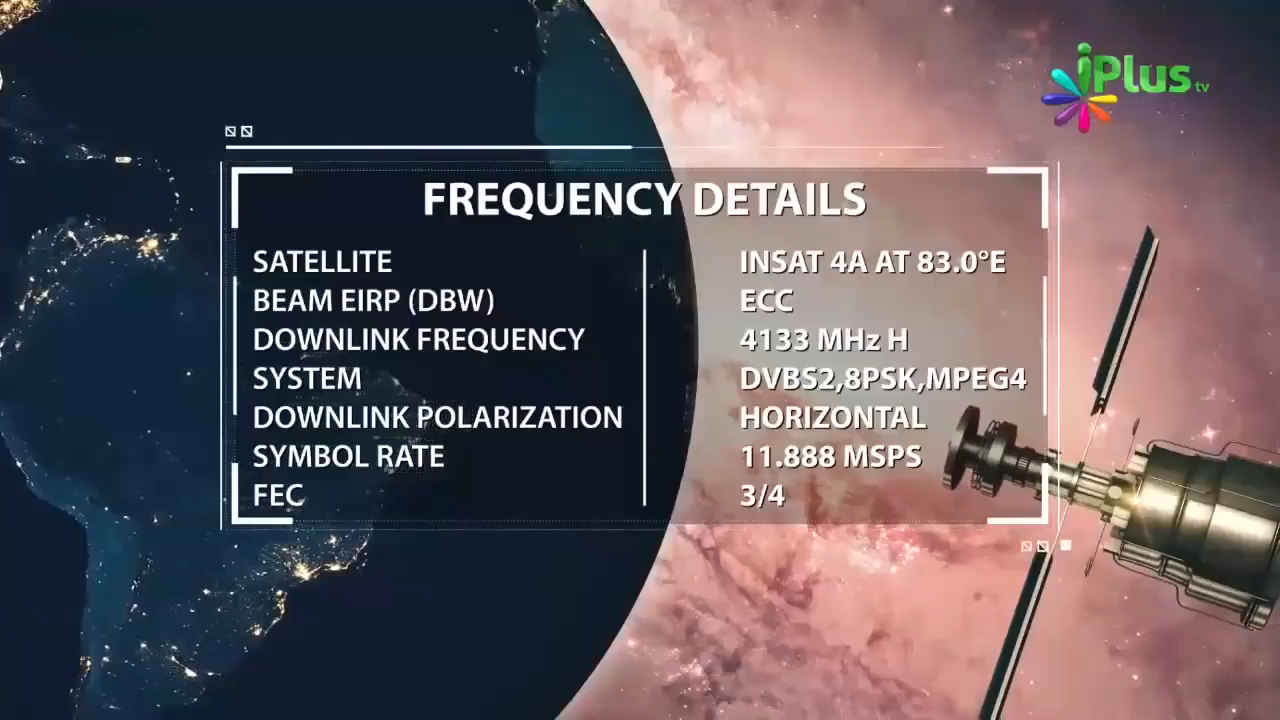 iPlus tv
FREQUENCY DETAILS
SATELLITE INSAT 4A AT 83.0°E
BEAM EIRP (DBW) ECC
DOWNLINK FREQUENCY 4133 MHz H
SYSTEM DVBS2,8PSK,MPEG4
DOWNLINK POLARIZATION HORIZONTAL
SYMBOL RATE 11.888 MSPS
FEC 3/4